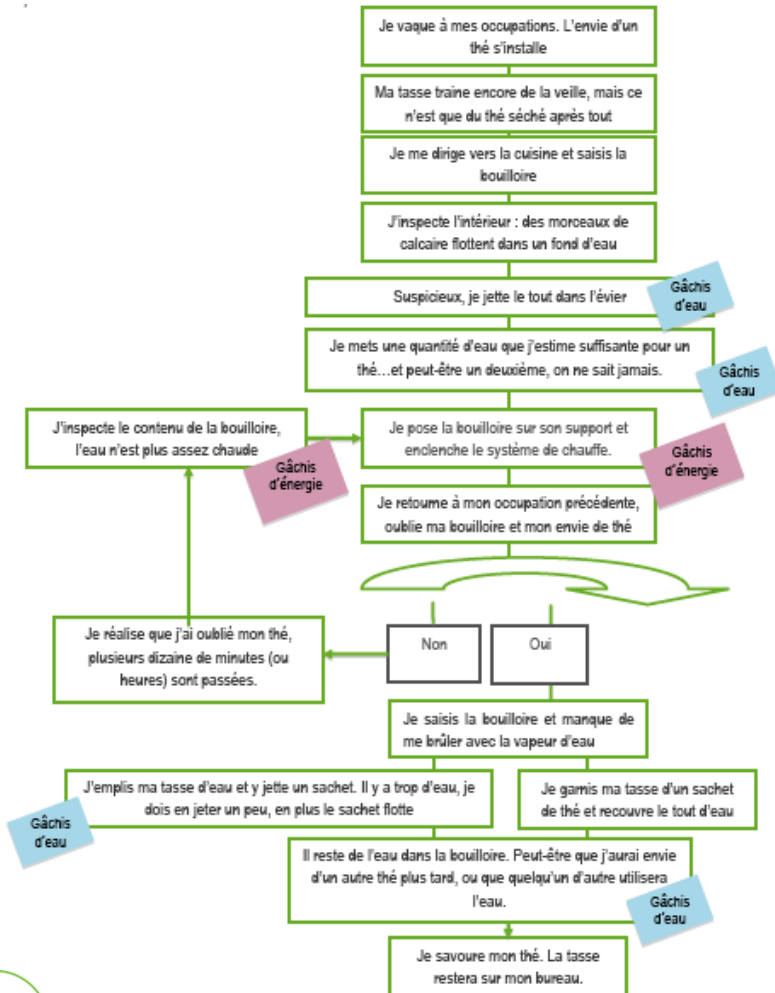 Je vaque à mes occupations. L'envie d'un
thé s'installe
Ma tasse traine encore de la veille, mais ce
n'est que du thé séché après tout
Je me dirige vers la cuisine et saisis la
bouilloire
J'inspecte l'intérieur : des morceaux de
calcaire flottent dans un fond d'eau
Suspicieux, je jette le tout dans l'évier
Gâchis
d'eau
Je mets une quantité d'eau que j'estime suffisante pour un
thé…et peut-être un deuxième, on ne sait jamais.
Gâchis
d'eau
J'inspecte le contenu de la bouilloire,
l'eau n'est plus assez chaude
Gâchis
d'énergie
Je pose la bouilloire sur son support et
enclenche le système de chauffe.
Gâchis
d'énergie
Je retourne à mon occupation précédente,
oublie ma bouilloire et mon envie de thé
Non
Oui
Je réalise que j'ai oublié mon thé,
plusieurs dizaine de minutes (ou
heures) sont passées.
Je saisis la bouilloire et manque de
me brûler avec la vapeur d'eau
J'emplis ma tasse d'eau et y jette un sachet. Il y a trop d'eau, je
dois en jeter un peu, en plus le sachet flotte
Gâchis
d'eau
Je garnis ma tasse d'un sachet
de thé et recouvre le tout d'eau
Il reste de l'eau dans la bouilloire. Peut-être que j'aurai envie
d'un autre thé plus tard, ou que quelqu'un d'autre utilisera
l'eau.
Gâchis
d'eau
Je savoure mon thé. La tasse
restera sur mon bureau.